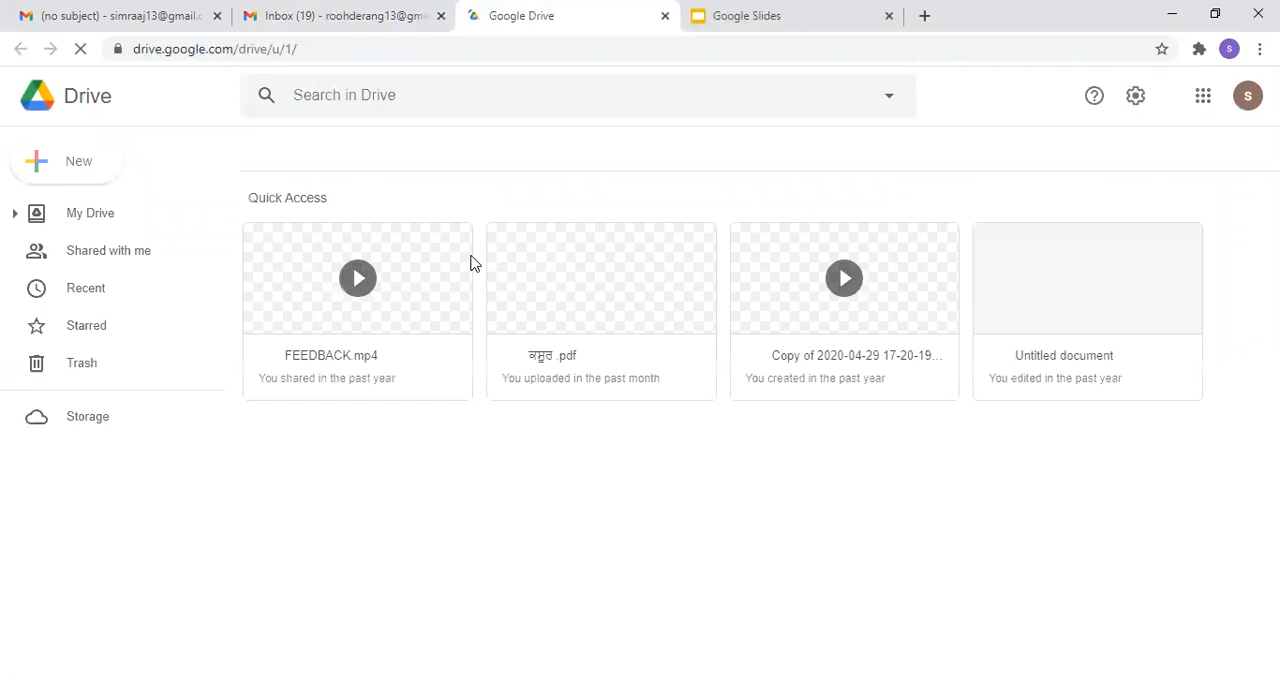 (no subject) - simraaj13@gmail.c
Inbox (19) - roohderang13@gma
Google Drive
Google Slides
drive.google.com/drive/u/1/
S
Drive
Search in Drive
S
New
Quick Access
My Drive
Shared with me
Recent
Starred
Trash
Storage
FEEDBACK.mp4
You shared in the past year
ਕਸੂਰ .pdf
You uploaded in the past month
Copy of 2020-04-29 17-20-19...
You created in the past year
Untitled document
You edited in the past year